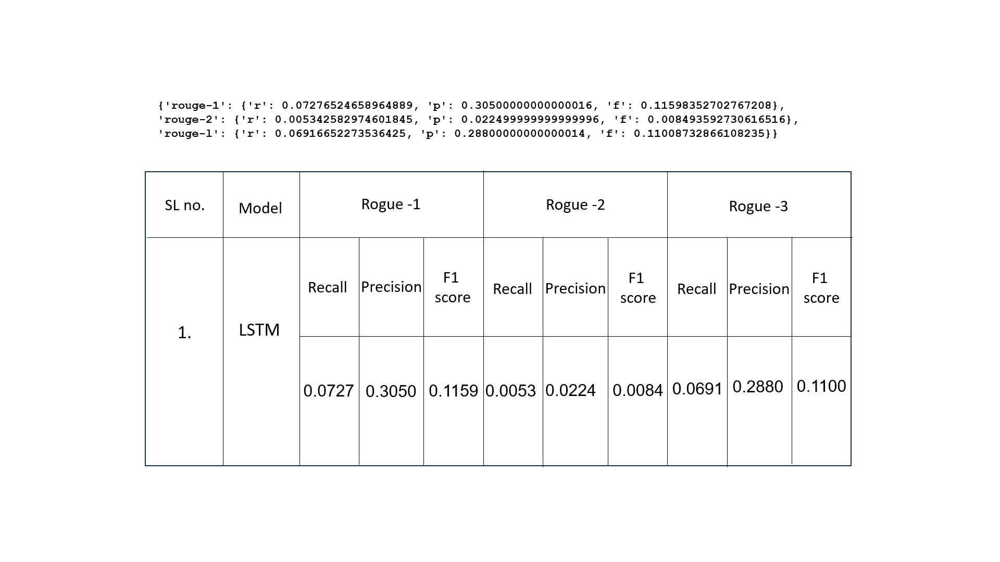 {'rouge-1': {'r': 0.07276524658964889, 'p': 0.30500000000000016, 'f': 0.11598352702767208},
'rouge-2': {'r': 0.005342582974601845, 'p': 0.022499999999999996, 'f': 0.008493592730616516},
'rouge-l': {'r': 0.06916652273536425, 'p': 0.28800000000000014, 'f': 0.11008732866108235}}
SL no. Model Rogue -1 Rogue -2 Rogue -3
1. LSTM
Recall Precision F1 score Recall Precision F1 score Recall Precision F1 score
0.0727 0.3050 0.1159 0.0053 0.0224 0.0084 0.0691 0.2880 0.1100